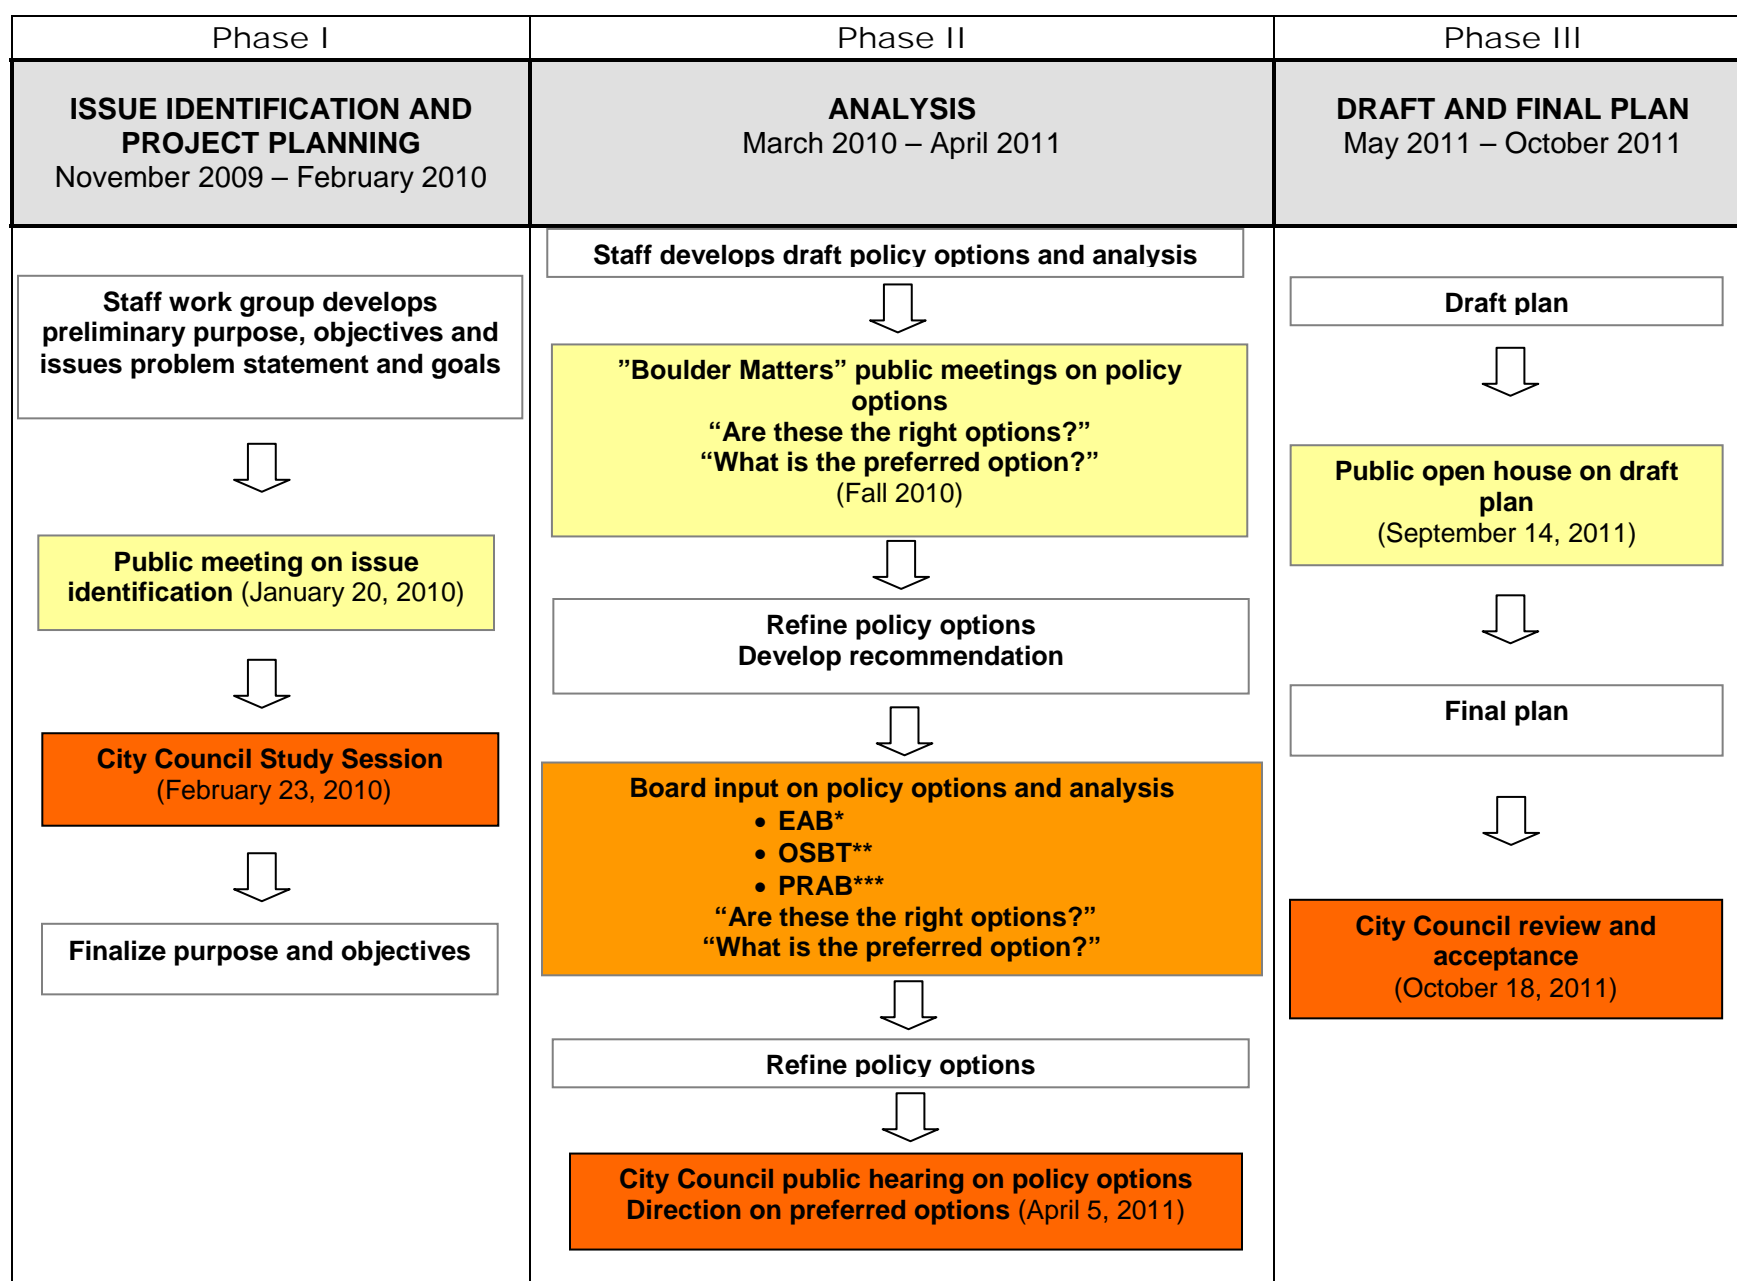 Phase I
Phase II
Phase III
ISSUE IDENTIFICATION AND
PROJECT PLANNING
November 2009 – February 2010
ANALYSIS
March 2010 – April 2011
DRAFT AND FINAL PLAN
May 2011 – October 2011
Staff work group develops
preliminary purpose, objectives and
issues problem statement and goals
Public meeting on issue
identification (January 20, 2010)
City Council Study Session
(February 23, 2010)
Finalize purpose and objectives
Staff develops draft policy options and analysis
”Boulder Matters” public meetings on policy
options
“Are these the right options?”
“What is the preferred option?”
(Fall 2010)
Refine policy options
Develop recommendation
Board input on policy options and analysis
• EAB*
• OSBT**
• PRAB***
“Are these the right options?”
“What is the preferred option?”
Refine policy options
City Council public hearing on policy options
Direction on preferred options (April 5, 2011)
Draft plan
Public open house on draft
plan
(September 14, 2011)
Final plan
City Council review and
acceptance
(October 18, 2011)